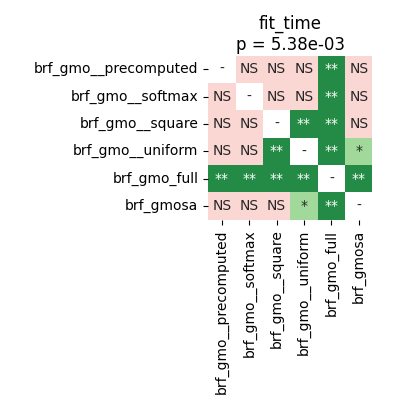 fit_time
p = 5.38e-03
brf_gmo__precomputed - NS NS NS ** NS
brf_gmo__softmax NS - NS NS ** NS
brf_gmo__square NS NS - ** ** NS
brf_gmo__uniform NS NS ** - ** *
brf_gmo_full ** ** ** ** - **
brf_gmosa NS NS NS * ** -
brf_gmo__precomputed
brf_gmo__softmax
brf_gmo__square
brf_gmo__uniform
brf_gmo_full
brf_gmosa